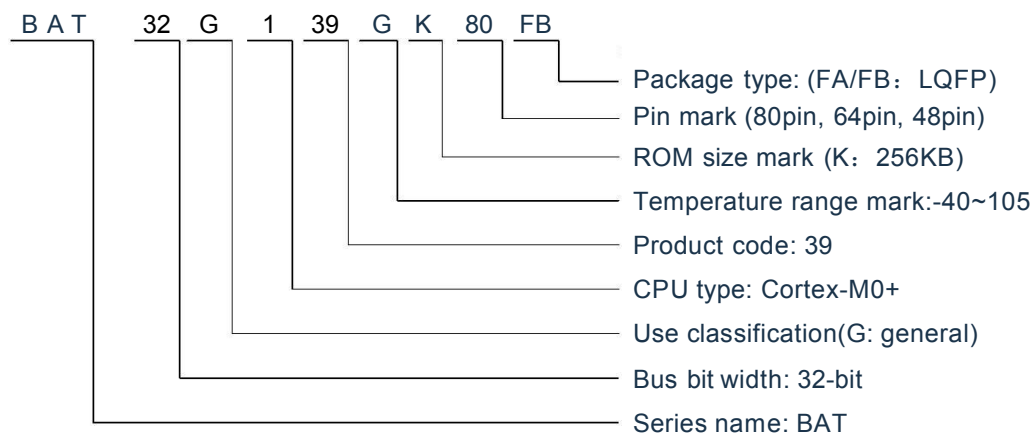 BAT 32 G 1 39 G K 80 FB
Package type: (FA/FB：LQFP)
Pin mark (80pin, 64pin, 48pin)
ROM size mark (K：256KB)
Temperature range mark:-40~105
Product code: 39
CPU type: Cortex-M0+
Use classification(G: general)
Bus bit width: 32-bit
Series name: BAT